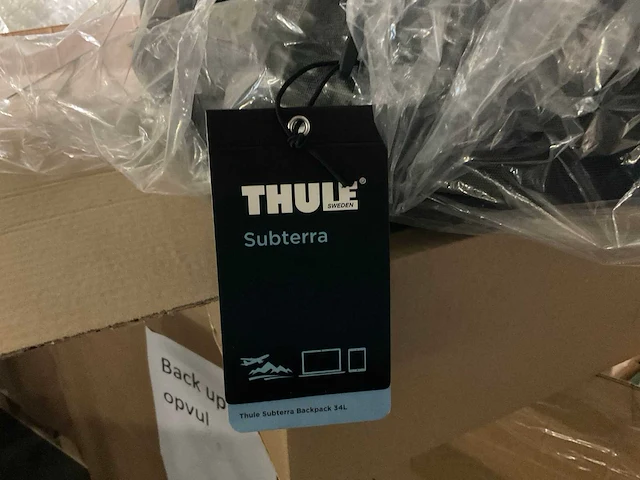 THULE®
SWEDEN
Subterra
Thule Subterra Backpack 34L
Back up
opvul